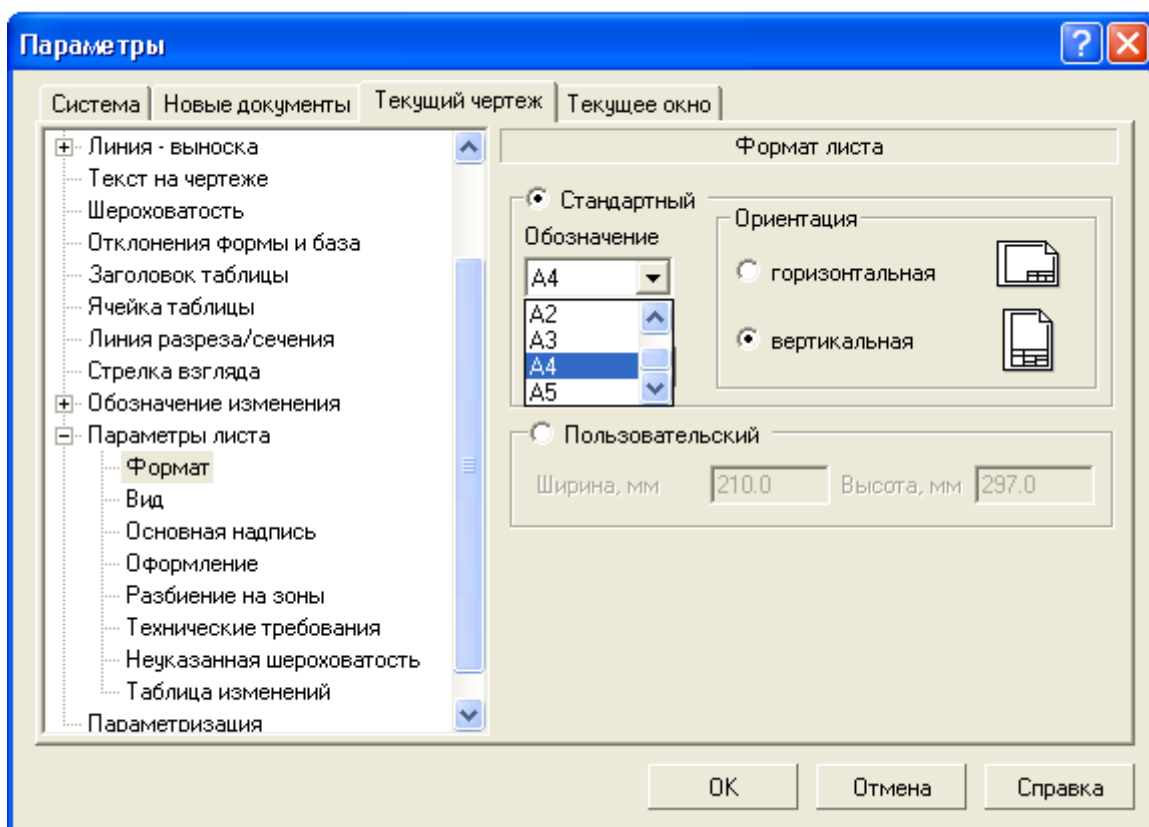 Параметры
Система Новые документы Текущий чертеж Текущее окно
Линия - выноска
Текст на чертеже
Шероховатость
Отклонения формы и база
Заголовок таблицы
Ячейка таблицы
Линия разреза/сечения
Стрелка взгляда
Обозначение изменения
Параметры листа
Формат
Вид
Основная надпись
Оформление
Разбиение на зоны
Технические требования
Неуказанная шероховатость
Таблица изменений
Параметризация
Формат листа
Стандартный
Обозначение
A4
A2
A3
A4
A5
Ориентация
горизонтальная
вертикальная
Пользовательский
Ширина, мм 210.0 Высота, мм 297.0
OK Отмена Справка